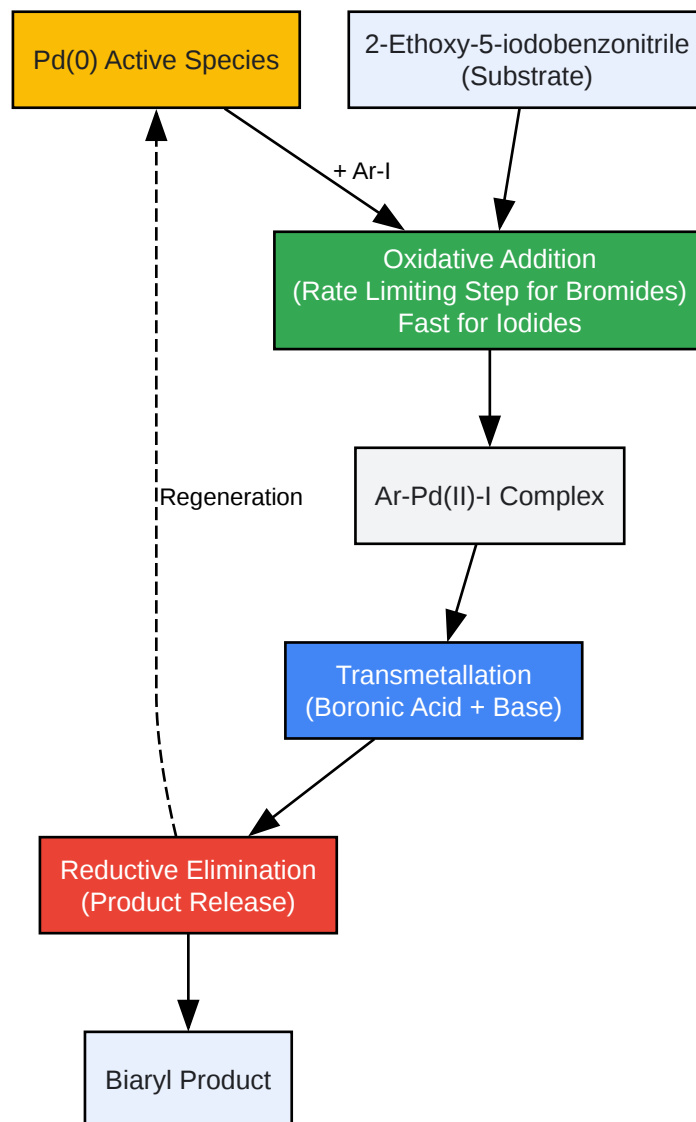 Pd(0) Active Species
2-Ethoxy-5-iodobenzonitrile
(Substrate)
+ Ar-I
Oxidative Addition
(Rate Limiting Step for Bromides)
Fast for Iodides
Ar-Pd(II)-I Complex
Regeneration
Transmetallation
(Boronic Acid + Base)
Reductive Elimination
(Product Release)
Biaryl Product